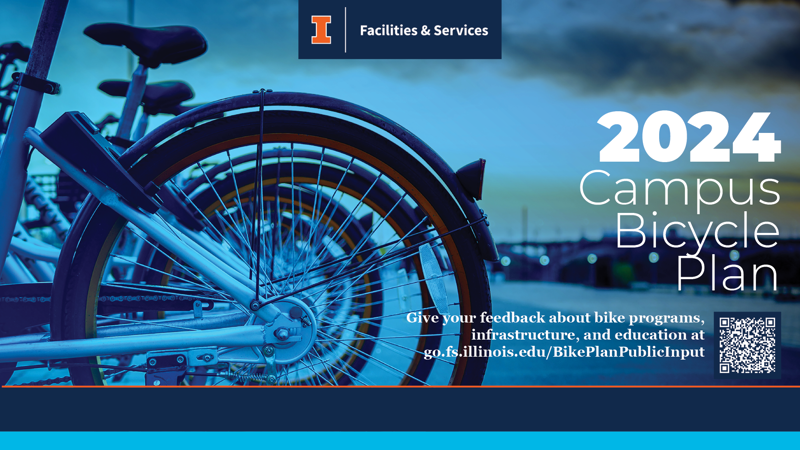 I
Facilities & Services
2024
Campus
Bicycle
Plan
Give your feedback about bike programs,
infrastructure, and education at
go.fs.illinois.edu/BikePlanPublicInput